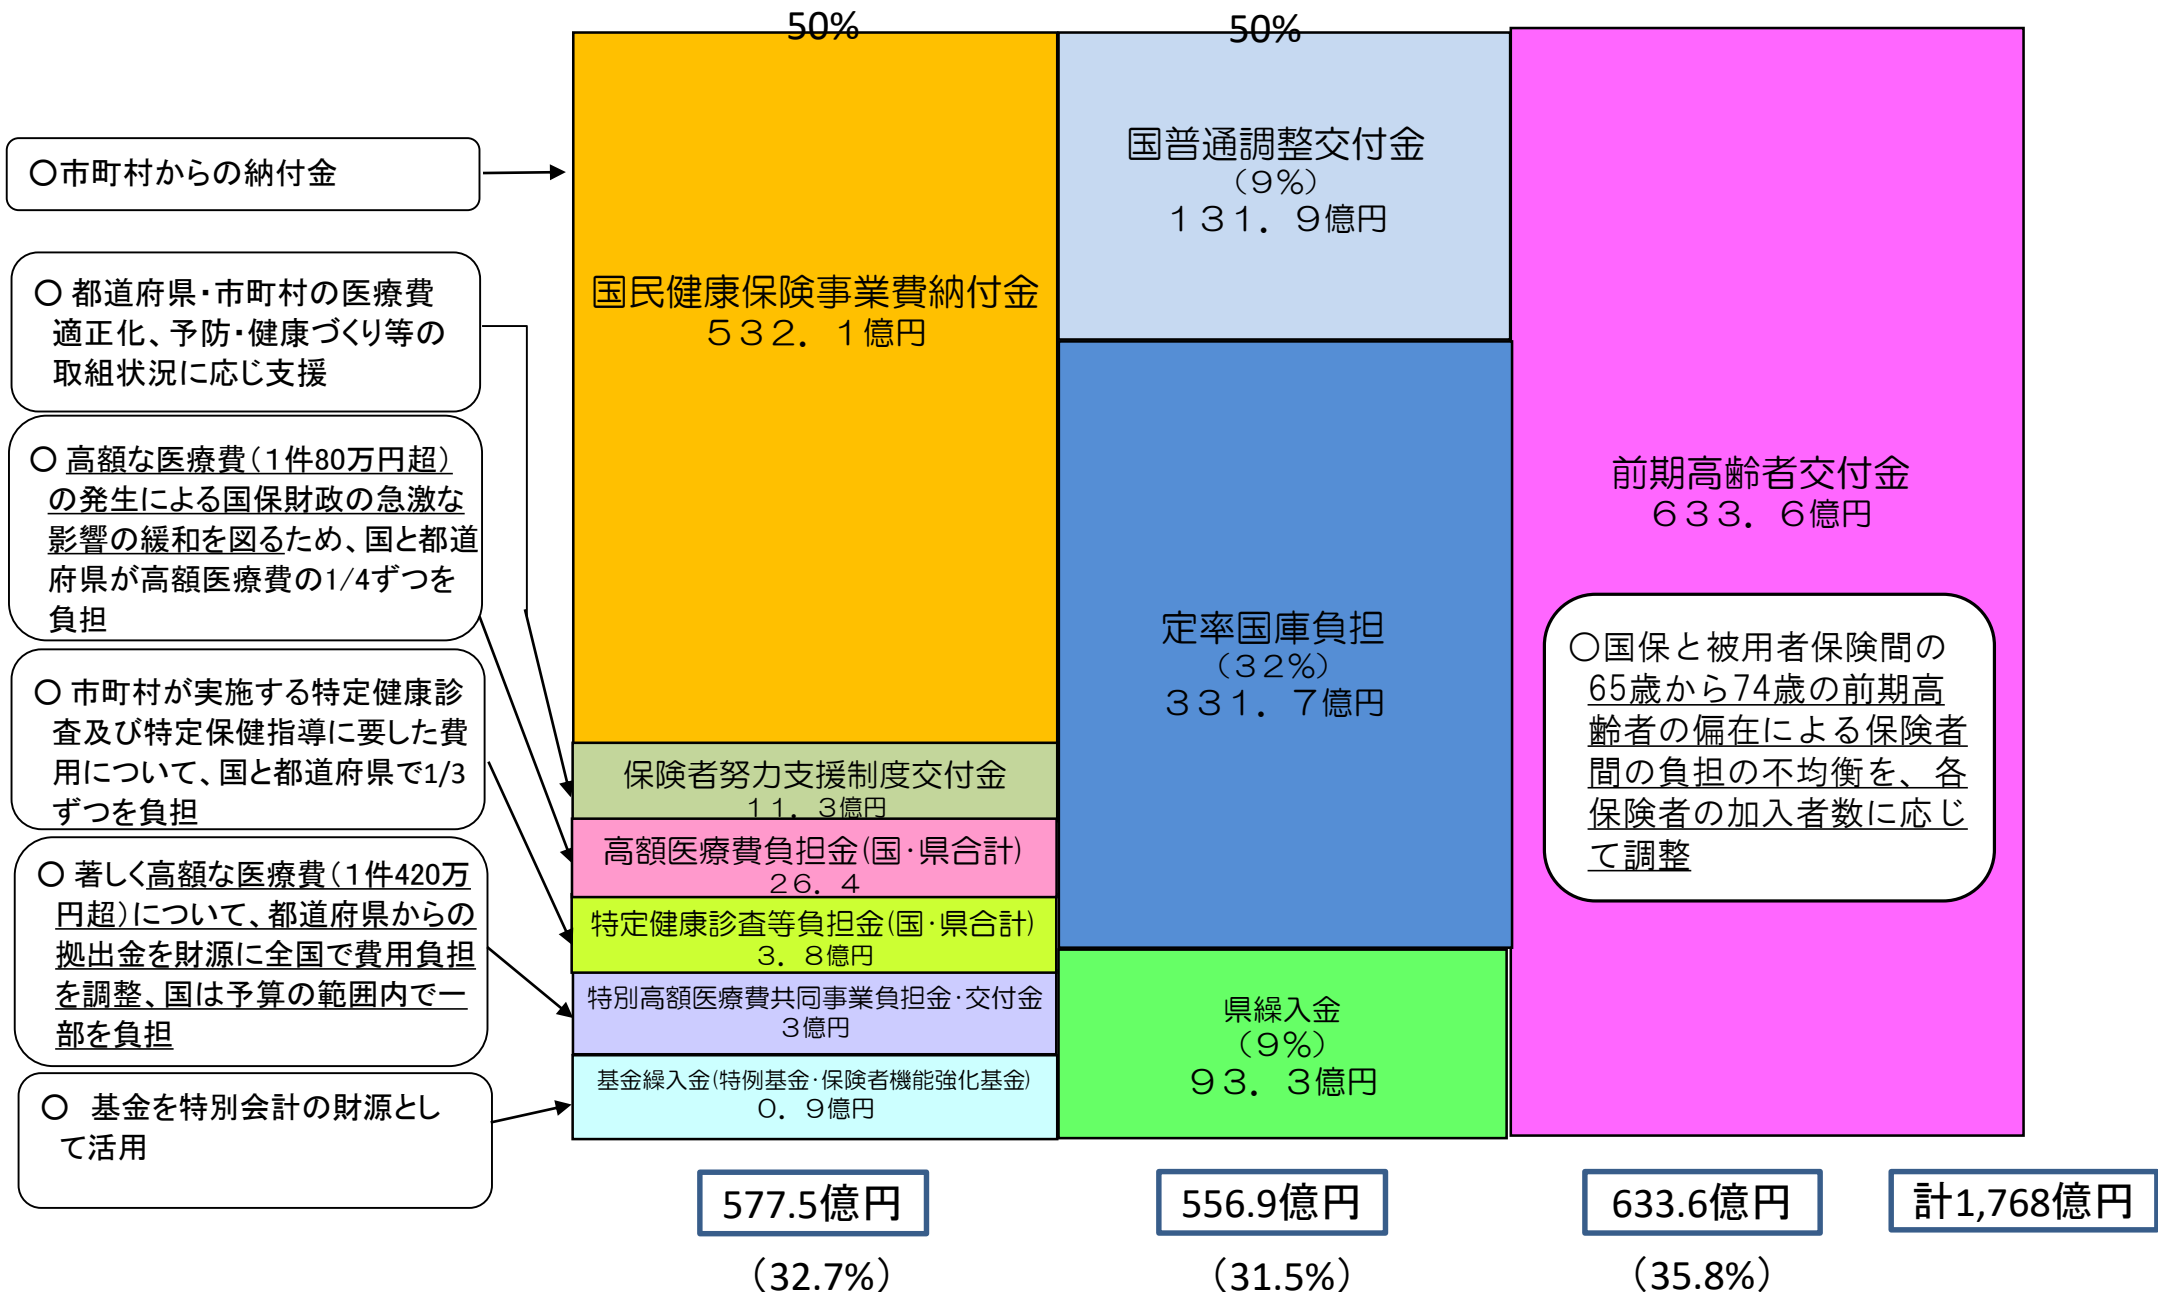 50%
50%
〇市町村からの納付金
〇 都道府県・市町村の医療費
適正化、予防・健康づくり等の
取組状況に応じ支援
〇 高額な医療費（１件80万円超）
の発生による国保財政の急激な
影響の緩和を図るため、国と都道
府県が高額医療費の1/4ずつを
負担
〇 市町村が実施する特定健康診
査及び特定保健指導に要した費
用について、国と都道府県で1/3
ずつを負担
〇 著しく高額な医療費（１件420万
円超）について、都道府県からの
拠出金を財源に全国で費用負担
を調整、国は予算の範囲内で一
部を負担
〇　基金を特別会計の財源とし
て活用
国民健康保険事業費納付金
５３２．１億円
保険者努力支援制度交付金
１１．３億円
高額医療費負担金(国・県合計)
２６．４
特定健康診査等負担金(国・県合計)
３．８億円
特別高額医療費共同事業負担金・交付金
３億円
基金繰入金(特例基金・保険者機能強化基金)
０．９億円
国普通調整交付金
（９％）
１３１．９億円
定率国庫負担
（３２％）
３３１．７億円
県繰入金
（９％）
９３．３億円
前期高齢者交付金
６３３．６億円
〇国保と被用者保険間の
65歳から74歳の前期高
齢者の偏在による保険者
間の負担の不均衡を、各
保険者の加入者数に応じ
て調整
577.5億円
556.9億円
633.6億円
計1,768億円
（32.7%）
（31.5%）
（35.8%）